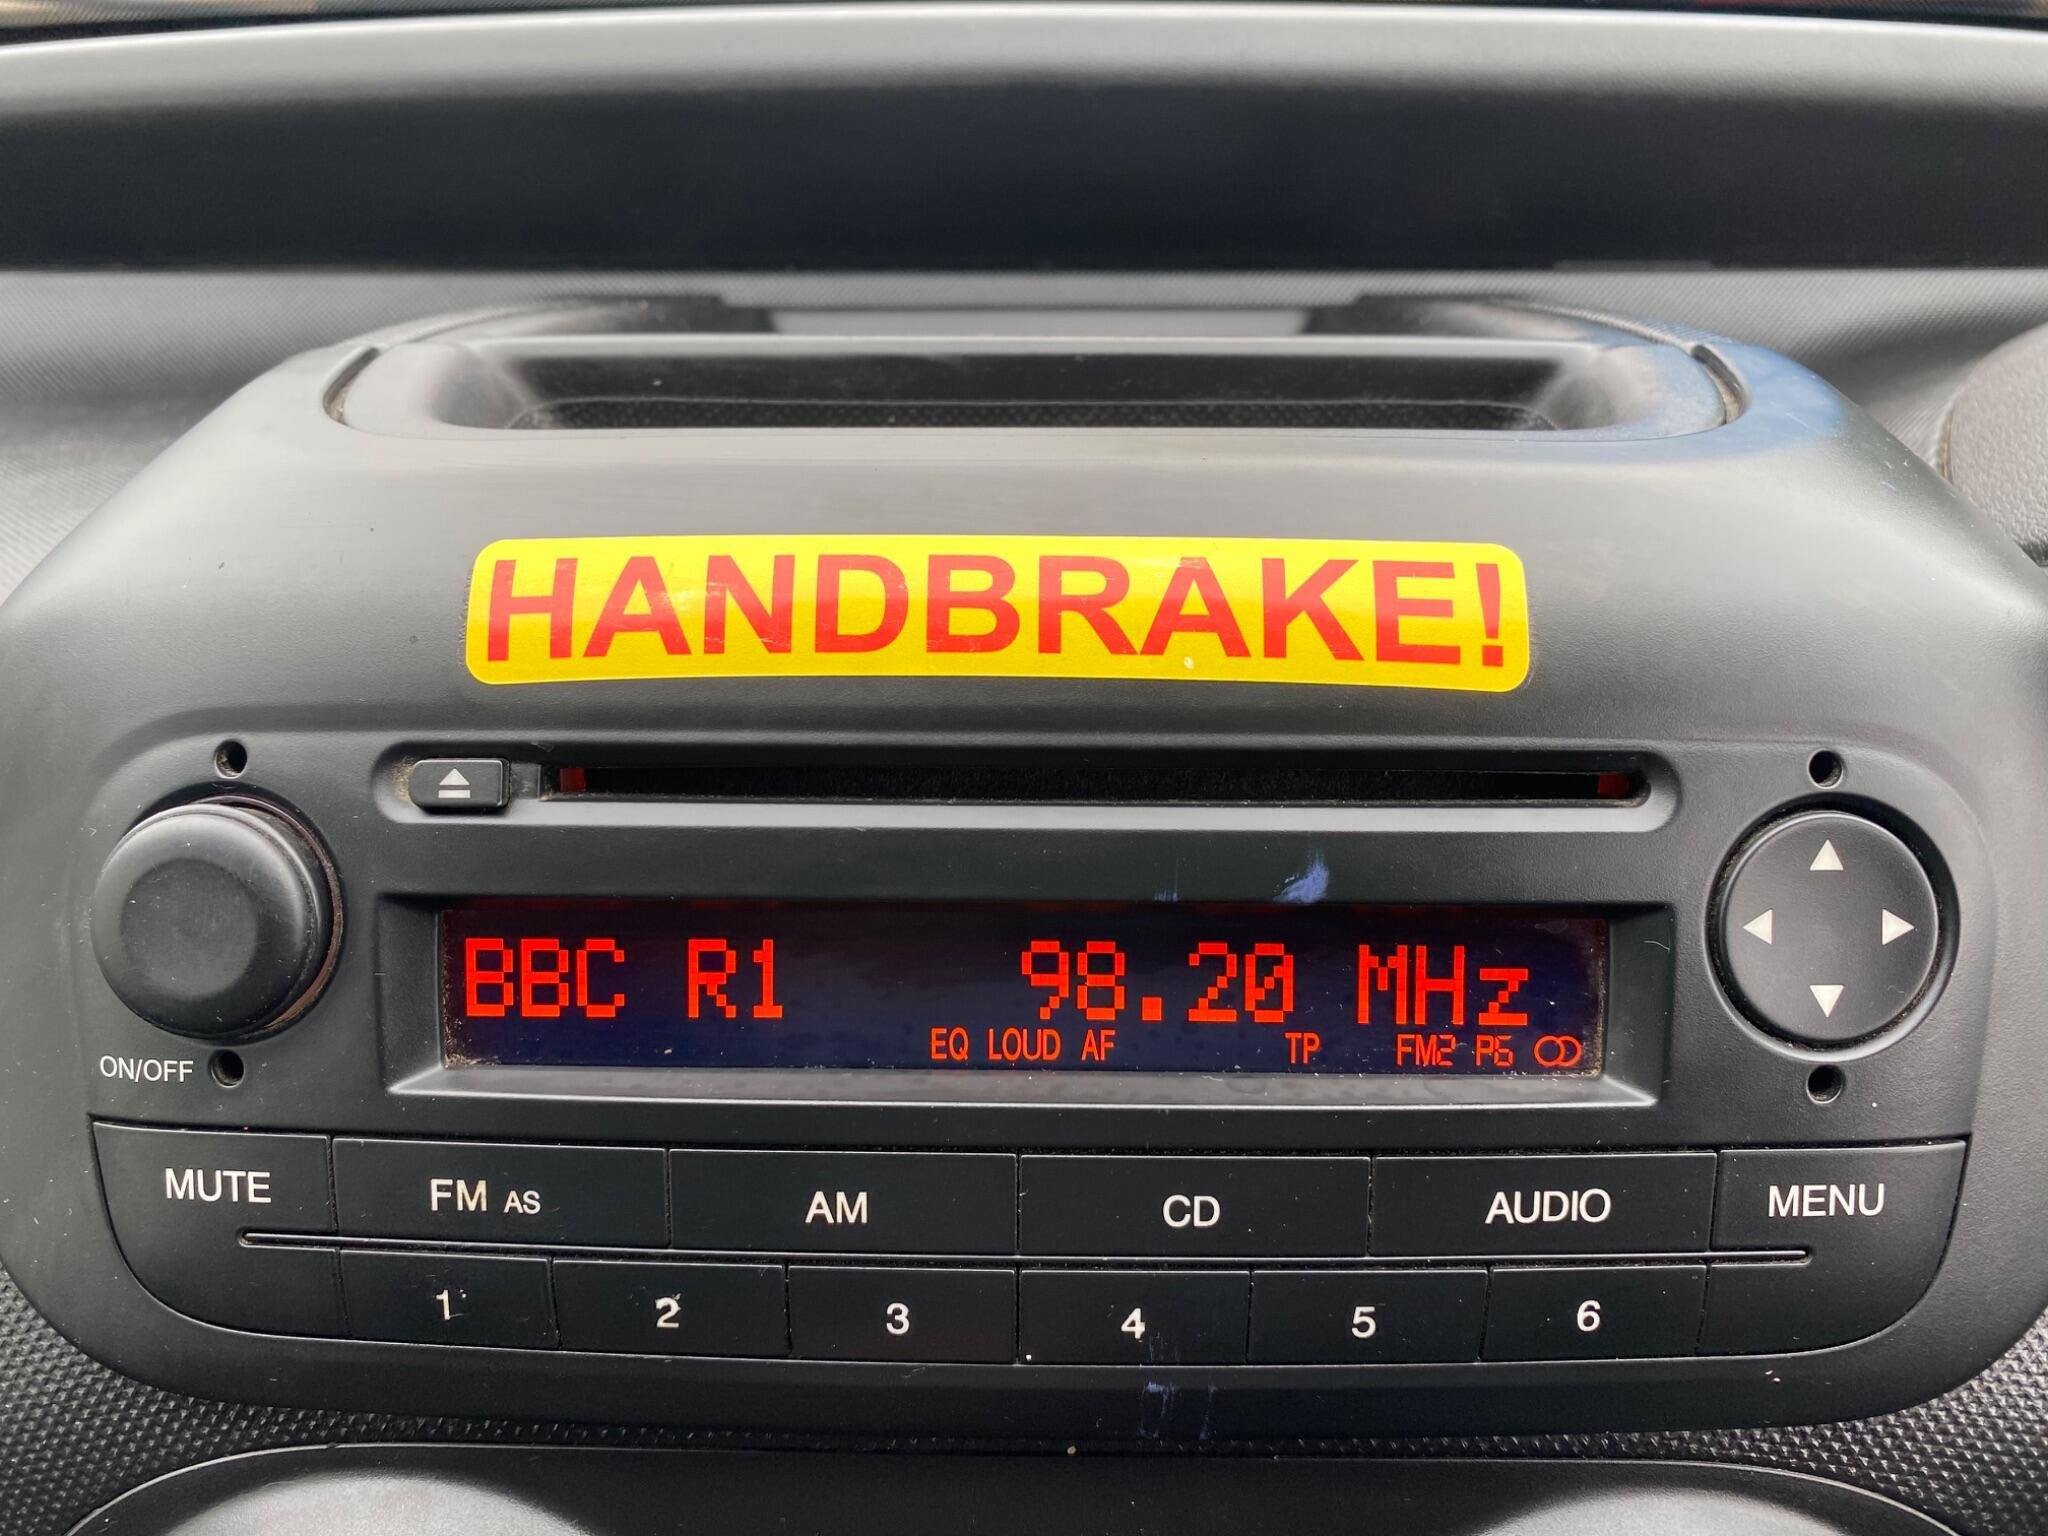 HANDBRAKE!
BBC R1 98.20 MHz
EQ LOUD AF TP FM2 P6
ON/OFF
MUTE FM AS AM CD AUDIO MENU
1 2 3 4 5 6